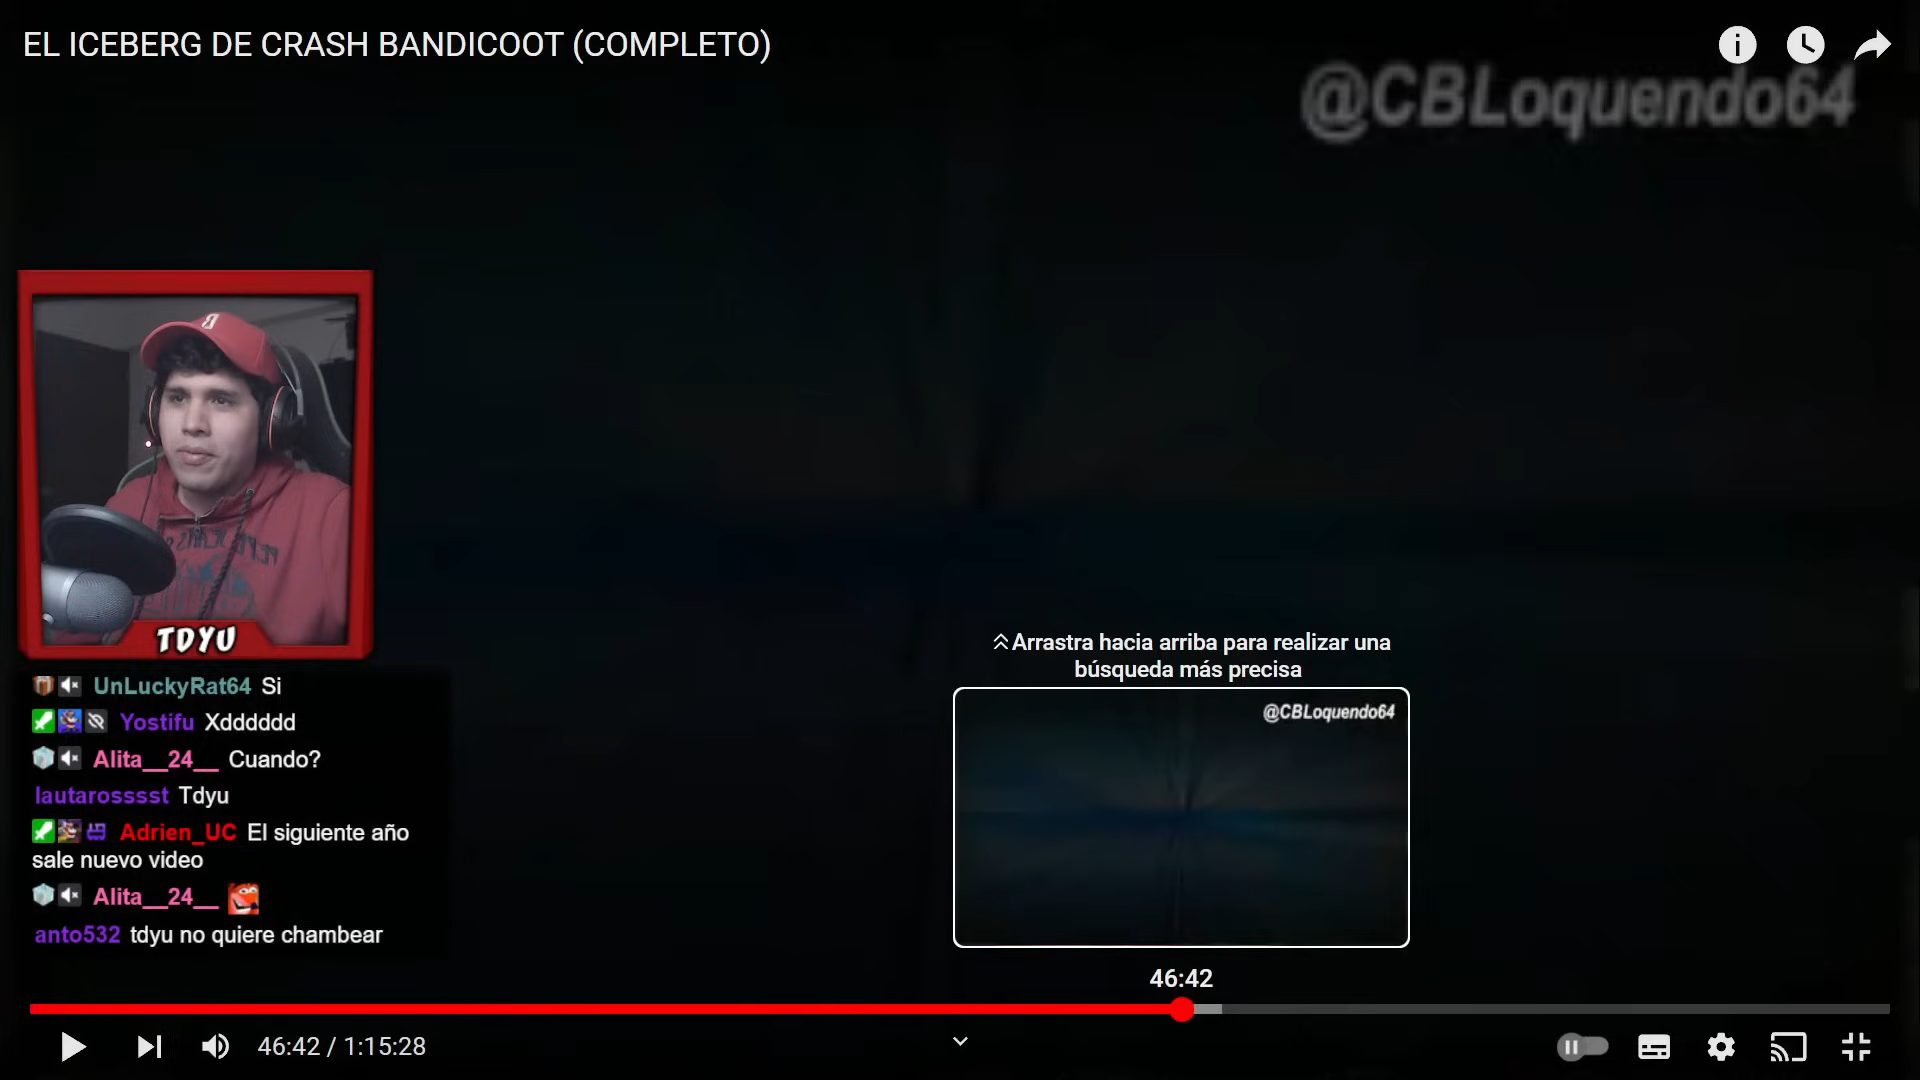 EL ICEBERG DE CRASH BANDICOOT (COMPLETO)
@CBLoquendo64
B
TDYU
UnLuckyRat64 Si
Yostifu Xdddddd
Alita__24__ Cuando?
lautarosssst Tdyu
Adrien_UC El siguiente año
sale nuevo video
Alita__24__
anto532 tdyu no quiere chambear
Arrastra hacia arriba para realizar una
búsqueda más precisa
@CBLoquendo64
46:42
46:42 / 1:15:28